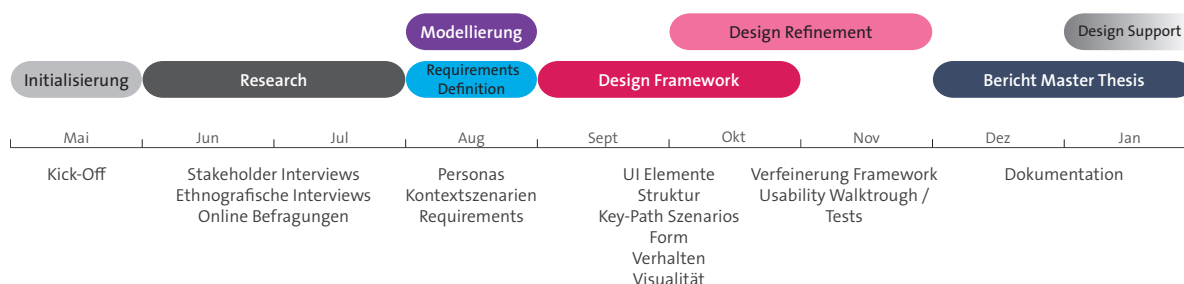 Modellierung
Design Refinement
Design Support
Initialisierung
Research
Requirements
Definition
Design Framework
Bericht Master Thesis
Mai
Jun
Jul
Aug
Sept
Okt
Nov
Dez
Jan
Kick-Off
Stakeholder Interviews
Ethnografische Interviews
Online Befragungen
Personas
Kontextszenarien
Requirements
UI Elemente
Struktur
Key-Path Szenarios
Form
Verhalten
Visualität
Verfeinerung Framework
Usability Walktrough /
Tests
Dokumentation